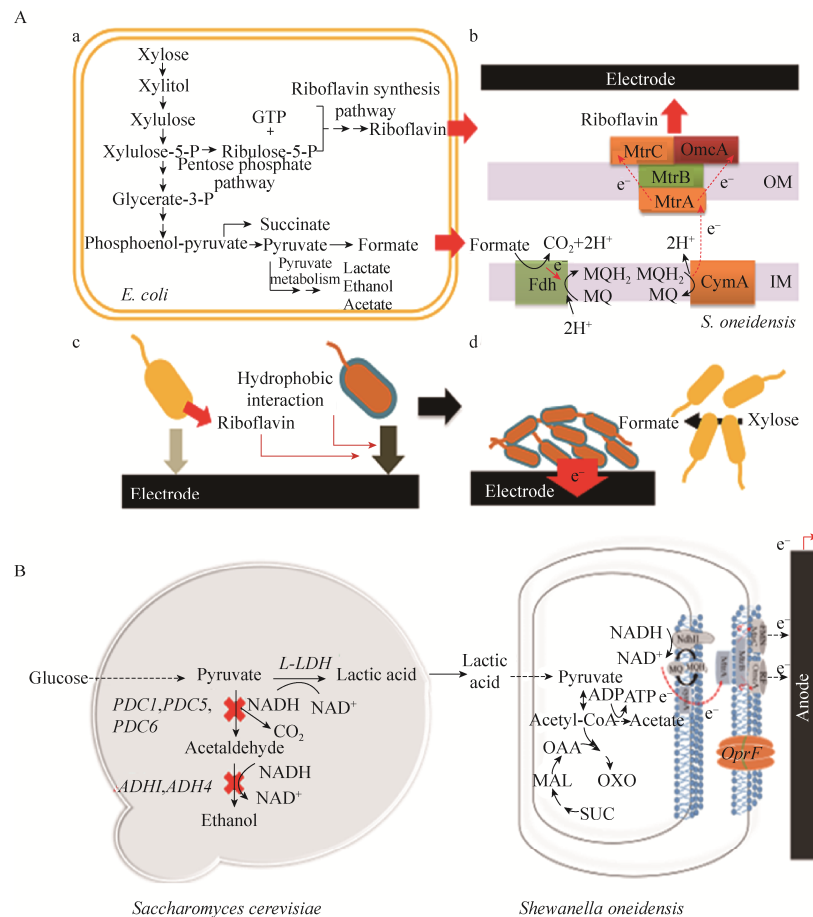 A
a
Xylose
Xylitol
Xylulose
Xylulose-5-P
Ribulose-5-P
GTP
+
Riboflavin synthesis
pathway
Riboflavin
Pentose phosphate
pathway
Glycerate-3-P
Succinate
Phosphoenol-pyruvate
Pyruvate
Formate
Pyruvate
metabolism
Lactate
Ethanol
Acetate
E. coli
b
Electrode
Riboflavin
MtrC
OmcA
MtrB
MtrA
e⁻
e⁻
OM
e⁻
Formate
CO₂+2H⁺
2H⁺
e
Fdh
MQH₂
MQH₂
MQ
MQ
CymA
IM
2H⁺
S. oneidensis
c
Hydrophobic
interaction
Riboflavin
Electrode
d
Formate
Xylose
Electrode
e⁻
B
Glucose
Pyruvate
L-LDH
Lactic acid
PDC1,PDC5,
PDC6
NADH
NAD⁺
CO₂
Acetaldehyde
ADHI,ADH4
NADH
NAD⁺
Ethanol
Saccharomyces cerevisiae
Lactic
acid
NADH
NAD⁺
Pyruvate
ADP
ATP
e⁻
Acetyl-CoA
Acetate
OAA
MAL
OXO
SUC
MQ
MQH₂
e⁻
OprF
e⁻
e⁻
e⁻
Anode
Shewanella oneidensis